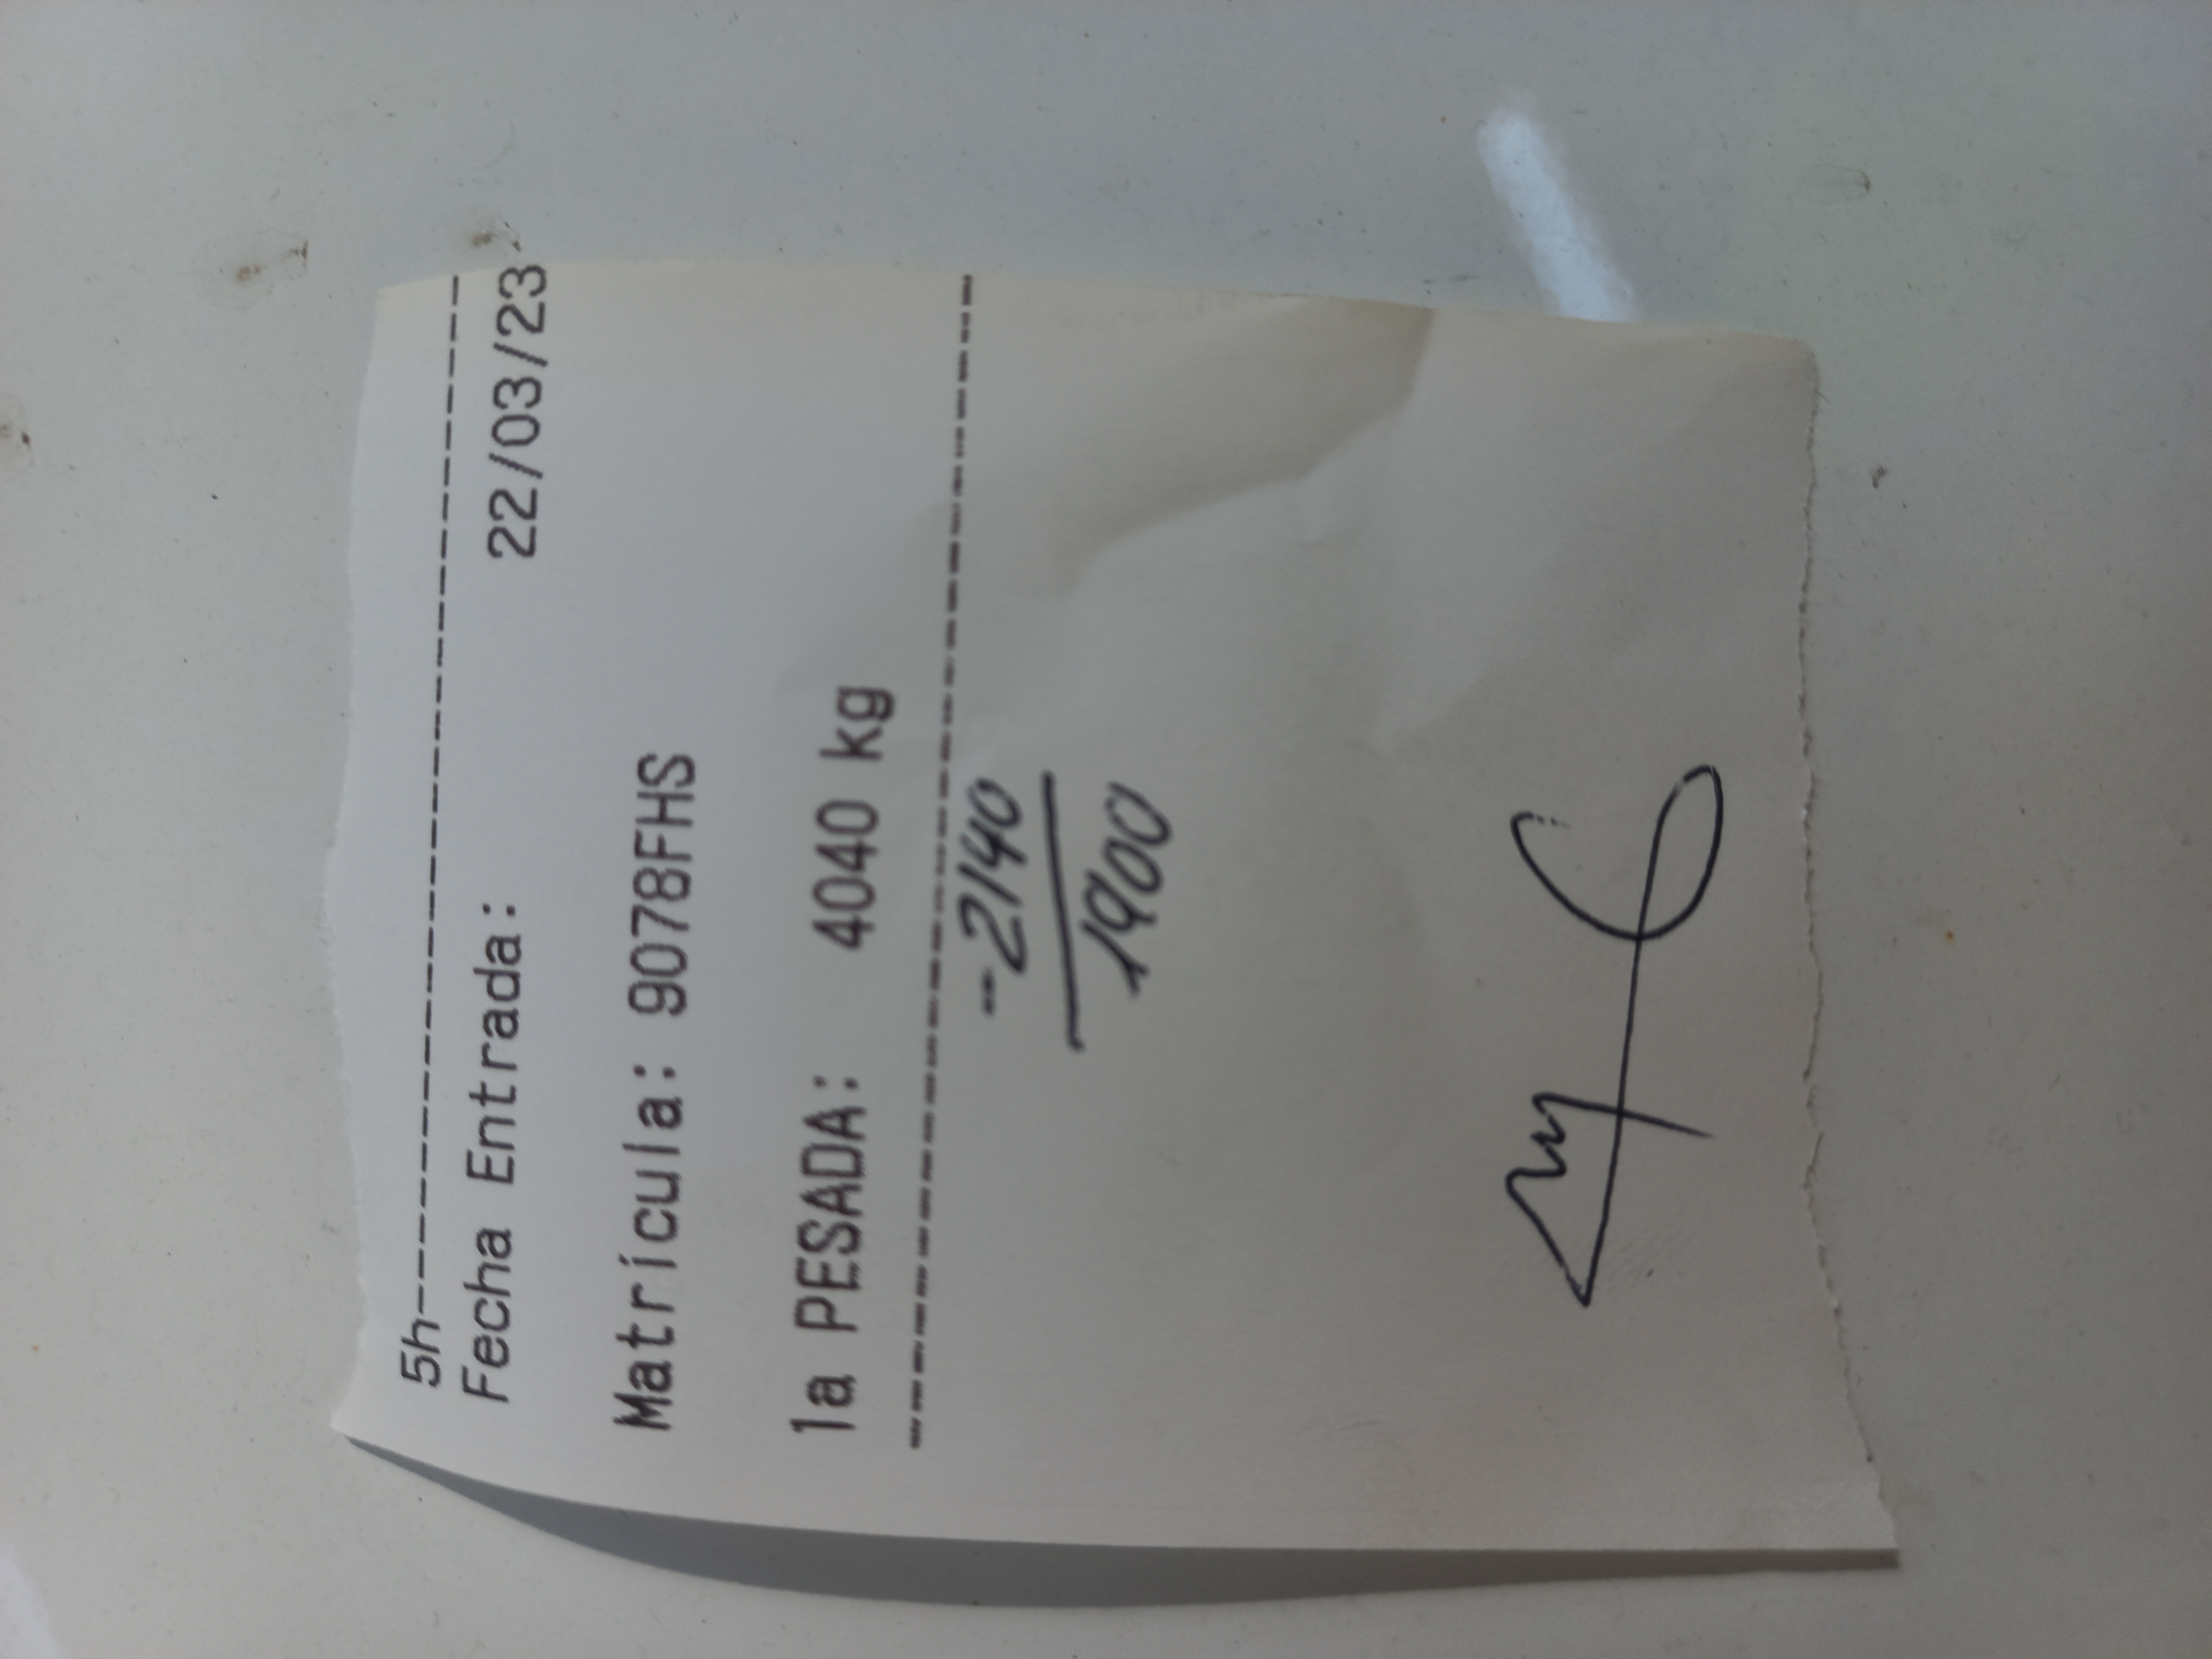 5h-----------------------------
Fecha Entrada: 22/03/23
Matrícula: 9078FHS
1a PESADA: 4040 kg
--------------------------------
-2140
1900